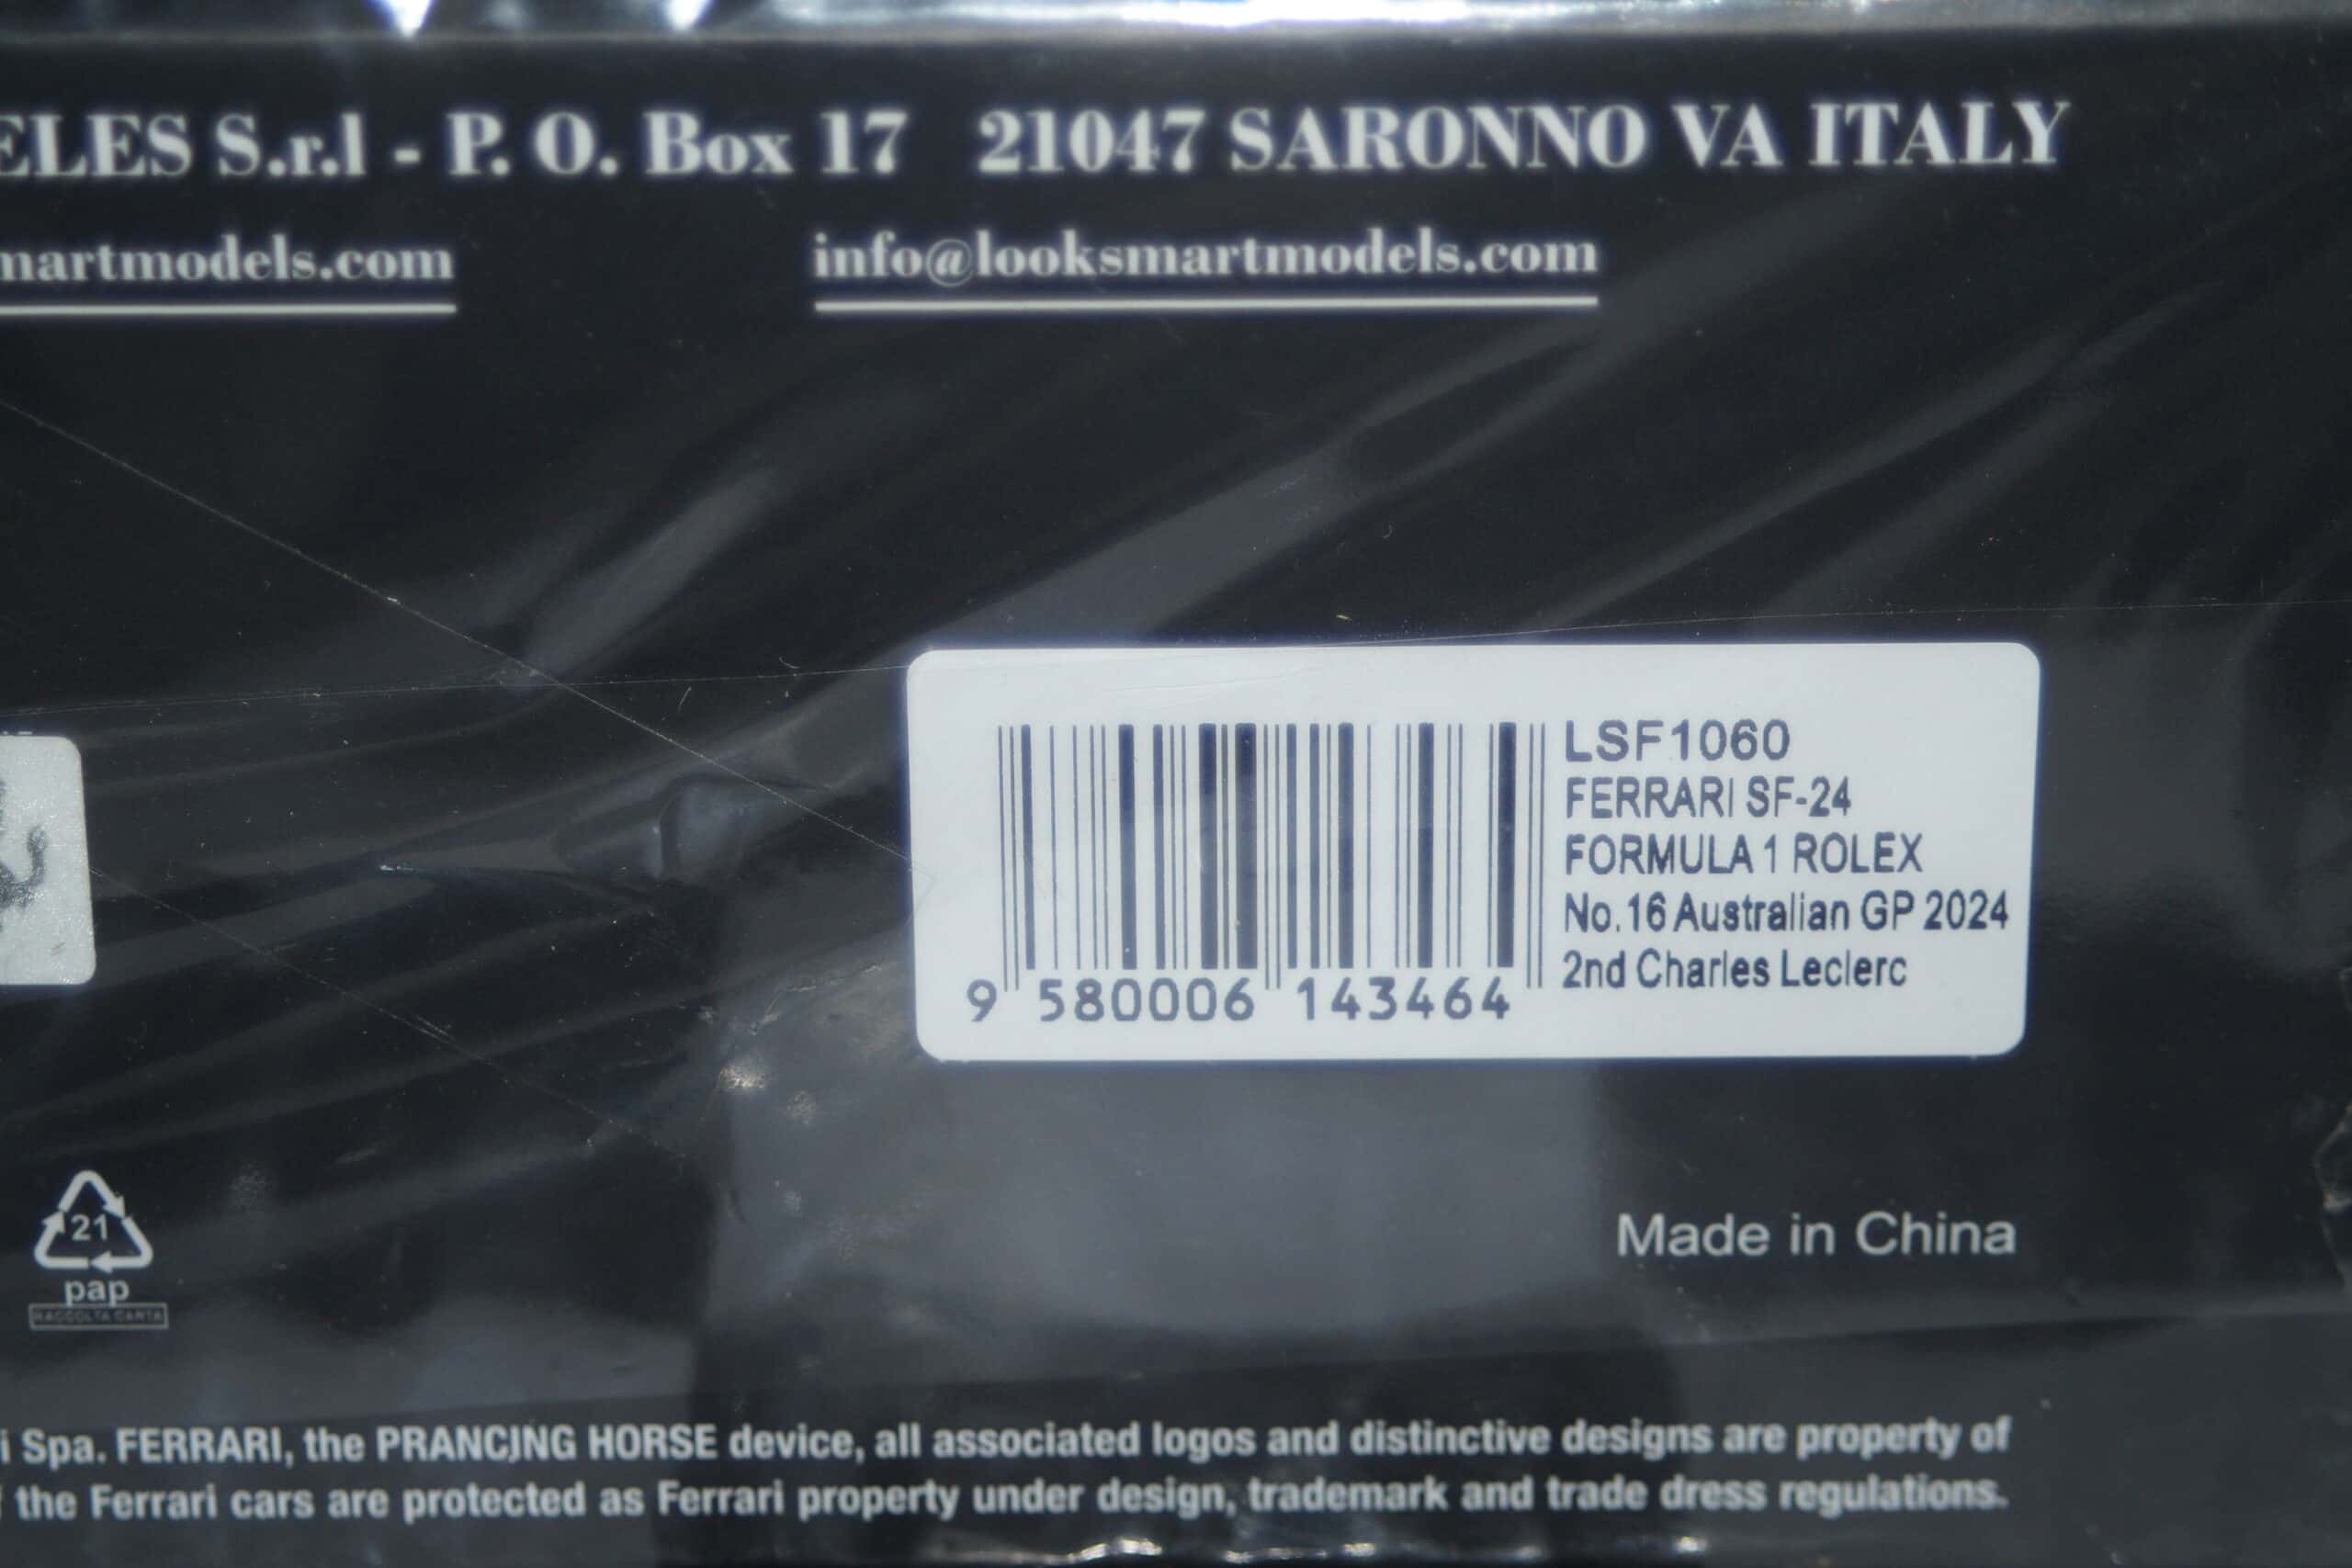 ELES S.r.l - P. O. Box 17 21047 SARONNO VA ITALY
martmodels.com info@looksmartmodels.com
LSF1060
FERRARI SF-24
FORMULA 1 ROLEX
No.16 Australian GP 2024
2nd Charles Leclerc
9 580006 143464
21
pap
RACCOLTA CARTA
Made in China
i Spa. FERRARI, the PRANCING HORSE device, all associated logos and distinctive designs are property of
the Ferrari cars are protected as Ferrari property under design, trademark and trade dress regulations.